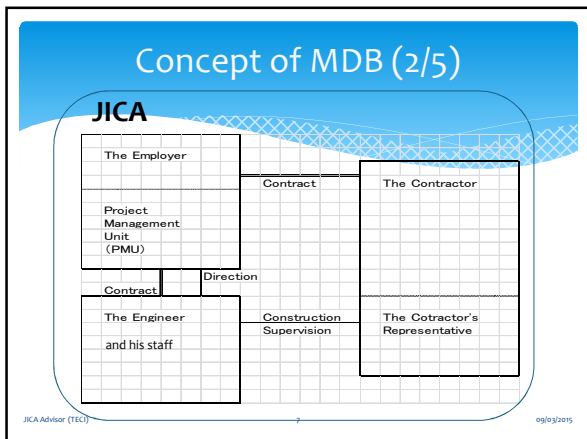 Concept of MDB (2/5)
JICA
The Employer
Contract
The Contractor
Project
Management
Unit
(PMU)
Direction
Contract
The Engineer
and his staff
Construction
Supervision
The Cotractor's
Representative
JICA Advisor (TECI)
7
09/03/2015